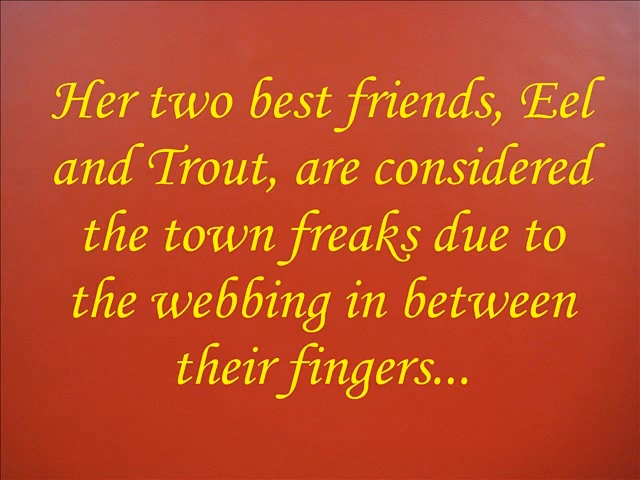 Her two best friends, Eel
and Trout, are considered
the town freaks due to
the webbing in between
their fingers...